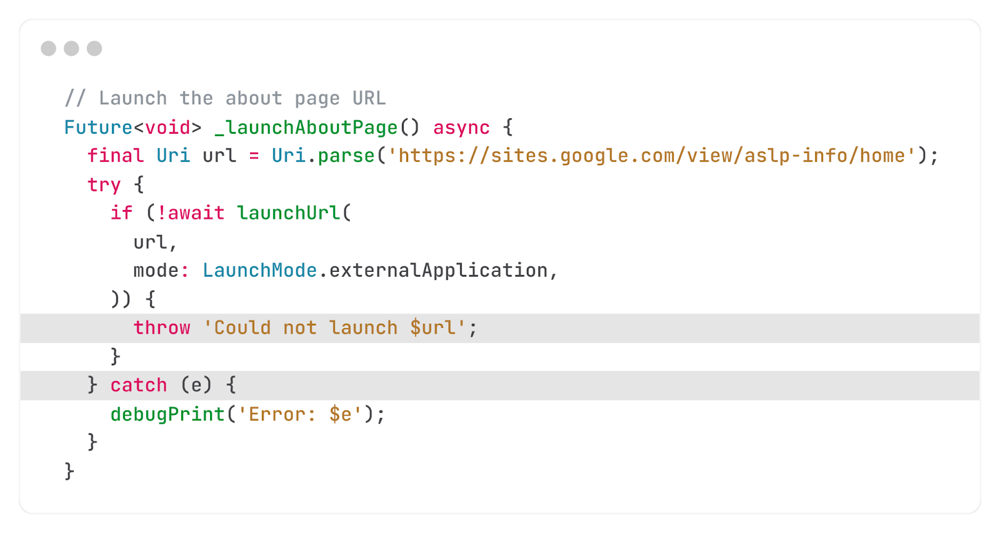 // Launch the about page URL
Future<void> _launchAboutPage() async {
  final Uri url = Uri.parse('https://sites.google.com/view/aslp-info/home');
  try {
    if (!await launchUrl(
      url,
      mode: LaunchMode.externalApplication,
    )) {
      throw 'Could not launch $url';
    }
  } catch (e) {
    debugPrint('Error: $e');
  }
}